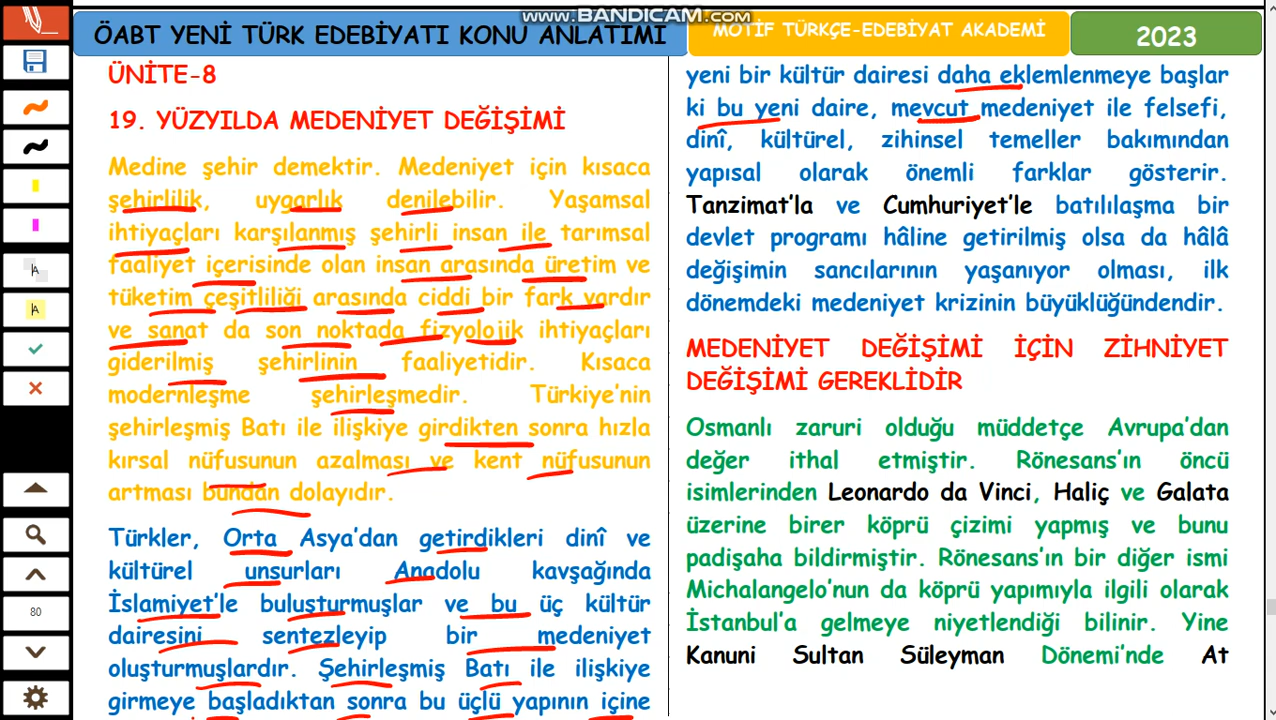 www.BANDICAM.com
ÖABT YENİ TÜRK EDEBİYATI KONU ANLATIMI
MOTİF TÜRKÇE-EDEBİYAT AKADEMİ
2023
ÜNİTE-8
19. YÜZYILDA MEDENİYET DEĞİŞİMİ
Medine şehir demektir. Medeniyet için kısaca
şehirlilik, uygarlık denilebilir. Yaşamsal
ihtiyaçları karşılanmış şehirli insan ile tarımsal
faaliyet içerisinde olan insan arasında üretim ve
tüketim çeşitliliği arasında ciddi bir fark vardır
ve sanat da son noktada fizyolojik ihtiyaçları
giderilmiş şehirlinin faaliyetidir. Kısaca
modernleşme şehirleşmedir. Türkiye'nin
şehirleşmiş Batı ile ilişkiye girdikten sonra hızla
kırsal nüfusunun azalması ve kent nüfusunun
artması bundan dolayıdır.
Türkler, Orta Asya'dan getirdikleri dinî ve
kültürel unsurları Anadolu kavşağında
İslamiyet'le buluşturmuşlar ve bu üç kültür
dairesini sentezleyip bir medeniyet
oluşturmuşlardır. Şehirleşmiş Batı ile ilişkiye
girmeye başladıktan sonra bu üçlü yapının içine
yeni bir kültür dairesi daha eklemlenmeye başlar
ki bu yeni daire, mevcut medeniyet ile felsefi,
dinî, kültürel, zihinsel temeller bakımından
yapısal olarak önemli farklar gösterir.
Tanzimat'la ve Cumhuriyet'le batılılaşma bir
devlet programı hâline getirilmiş olsa da hâlâ
değişimin sancılarının yaşanıyor olması, ilk
dönemdeki medeniyet krizinin büyüklüğündendir.
MEDENİYET DEĞİŞİMİ İÇİN ZİHNİYET
DEĞİŞİMİ GEREKLİDİR
Osmanlı zaruri olduğu müddetçe Avrupa'dan
değer ithal etmiştir. Rönesans'ın öncü
isimlerinden Leonardo da Vinci, Haliç ve Galata
üzerine birer köprü çizimi yapmış ve bunu
padişaha bildirmiştir. Rönesans'ın bir diğer ismi
Michalangelo'nun da köprü yapımıyla ilgili olarak
İstanbul'a gelmeye niyetlendiği bilinir. Yine
Kanuni Sultan Süleyman Dönemi'nde At
80